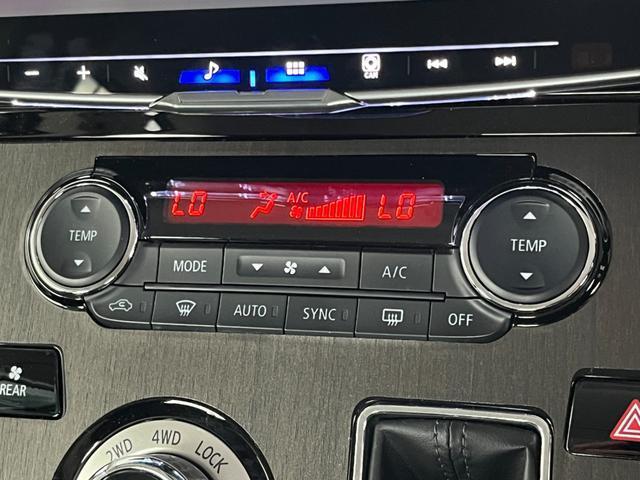 CAM
LO A/C LO
TEMP
TEMP
MODE A/C
AUTO SYNC OFF
REAR
2WD 4WD LOCK